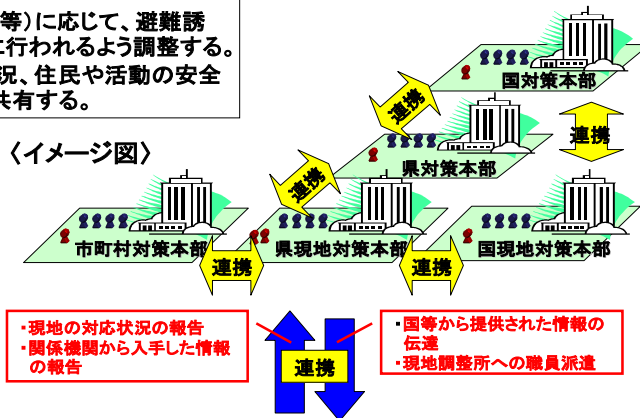 等）に応じて、避難誘
に行われるよう調整する。
況、住民や活動の安全
共有する。
〈イメージ図〉
国対策本部
連携
連携
県対策本部
連携
市町村対策本部
県現地対策本部
国現地対策本部
連携
連携
・現地の対応状況の報告
・関係機関から入手した情報
の報告
連携
・国等から提供された情報の
伝達
・現地調整所への職員派遣